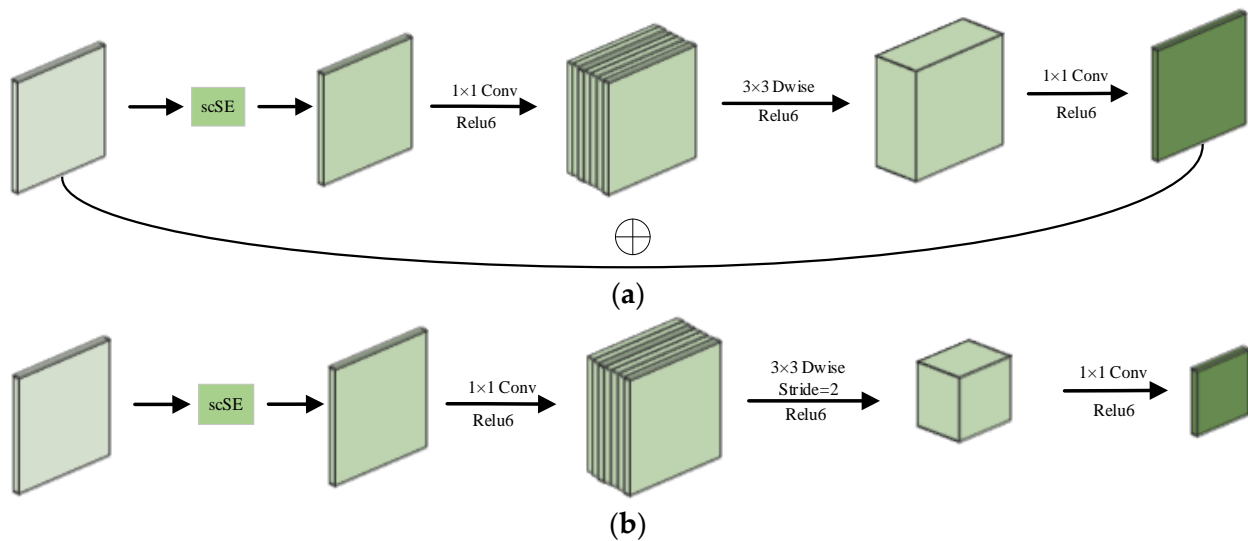 scSE
1×1 Conv
Relu6
3×3 Dwise
Relu6
1×1 Conv
Relu6
(a)
scSE
1×1 Conv
Relu6
3×3 Dwise
Stride=2
Relu6
1×1 Conv
Relu6
(b)